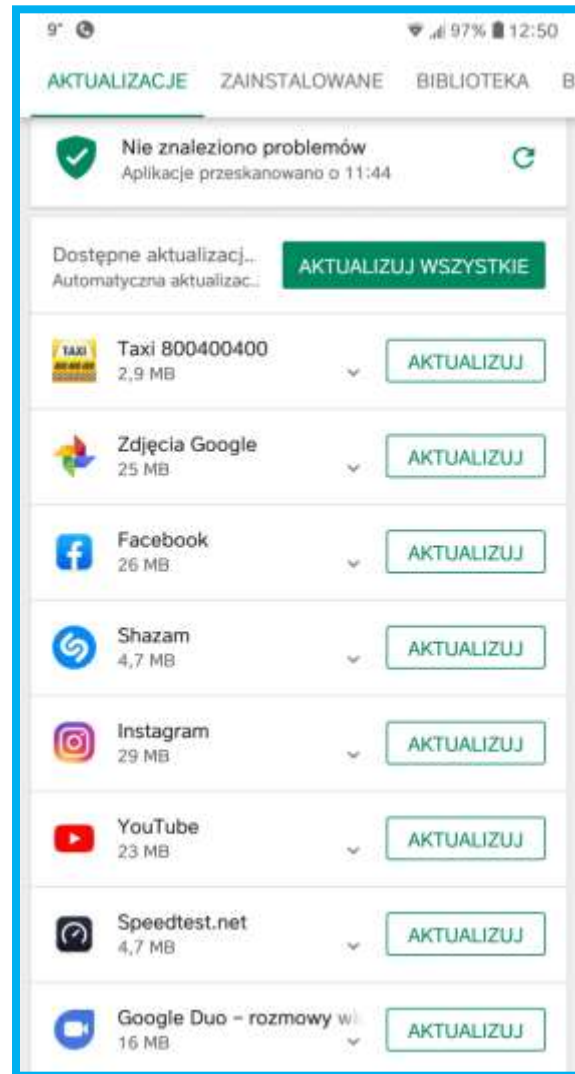 9°
97% 12:50
AKTUALIZACJE ZAINSTALOWANE BIBLIOTEKA B
Nie znaleziono problemów
Aplikacje przeskanowano o 11:44
Dostępne aktualizacj...
AKTUALIZUJ WSZYSTKIE
Automatyczna aktualizac...
TAXI
Taxi 800400400
AKTUALIZUJ
2,9 MB
Zdjęcia Google
AKTUALIZUJ
25 MB
Facebook
AKTUALIZUJ
26 MB
Shazam
AKTUALIZUJ
4,7 MB
Instagram
AKTUALIZUJ
29 MB
YouTube
AKTUALIZUJ
23 MB
Speedtest.net
AKTUALIZUJ
4,7 MB
Google Duo – rozmowy wi
AKTUALIZUJ
16 MB